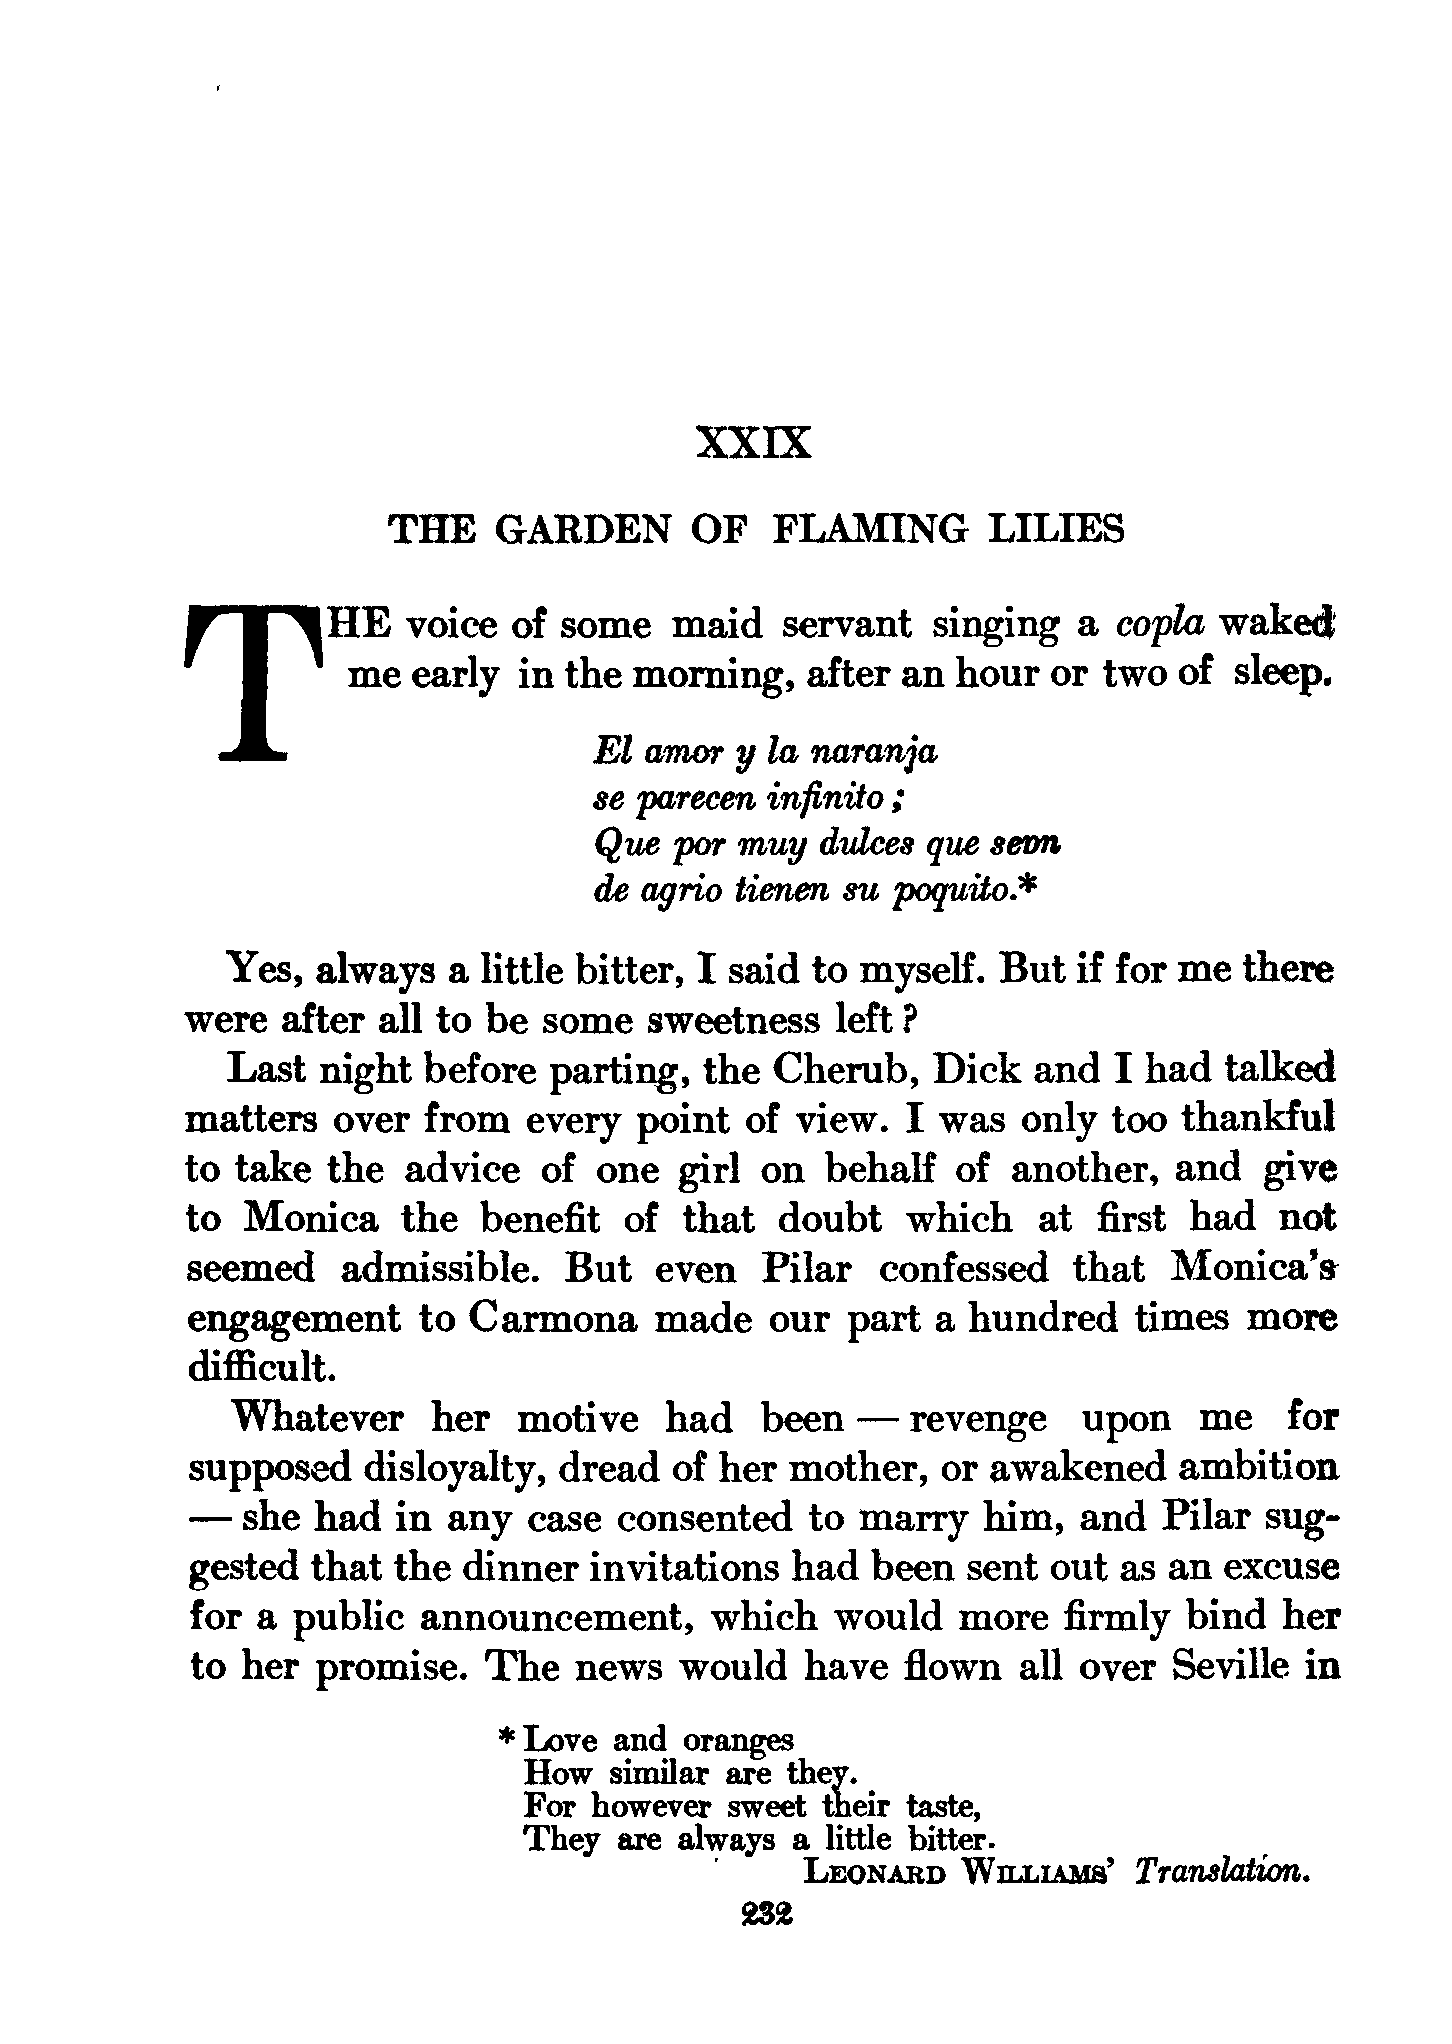 XXIX
THE GARDEN OF FLAMING LILIES
THE voice of some maid servant singing a copla waked
me early in the morning, after an hour or two of sleep.
El amor y la naranja
se parecen infinito;
Que por muy dulces que sean
de agrio tienen su poquito.*
Yes, always a little bitter, I said to myself. But if for me there
were after all to be some sweetness left?
Last night before parting, the Cherub, Dick and I had talked
matters over from every point of view. I was only too thankful
to take the advice of one girl on behalf of another, and give
to Monica the benefit of that doubt which at first had not
seemed admissible. But even Pilar confessed that Monica's
engagement to Carmona made our part a hundred times more
difficult.
Whatever her motive had been — revenge upon me for
supposed disloyalty, dread of her mother, or awakened ambition
— she had in any case consented to marry him, and Pilar sug-
gested that the dinner invitations had been sent out as an excuse
for a public announcement, which would more firmly bind her
to her promise. The news would have flown all over Seville in
* Love and oranges
How similar are they.
For however sweet their taste,
They are always a little bitter.
LEONARD WILLIAMS' Translation.
232